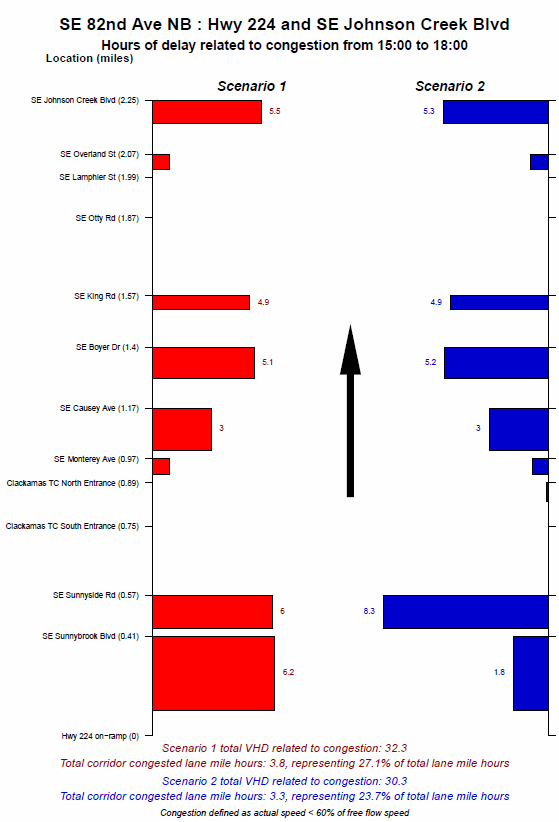 SE 82nd Ave NB : Hwy 224 and SE Johnson Creek Blvd
Hours of delay related to congestion from 15:00 to 18:00
Location (miles)
Scenario 1 Scenario 2
SE Johnson Creek Blvd (2.25) 5.5 5.3
SE Overland St (2.07)
SE Lamphier St (1.99)
SE Otty Rd (1.87)
SE King Rd (1.57) 4.9 4.9
SE Boyer Dr (1.4) 5.1 5.2
SE Causey Ave (1.17) 3 3
SE Monterey Ave (0.97)
Clackamas TC North Entrance (0.89)
Clackamas TC South Entrance (0.75)
SE Sunnyside Rd (0.57) 6 8.3
SE Sunnybrook Blvd (0.41) 6.2 1.8
Hwy 224 on−ramp (0)
Scenario 1 total VHD related to congestion: 32.3
Total corridor congested lane mile hours: 3.8, representing 27.1% of total lane mile hours
Scenario 2 total VHD related to congestion: 30.3
Total corridor congested lane mile hours: 3.3, representing 23.7% of total lane mile hours
Congestion defined as actual speed < 60% of free flow speed